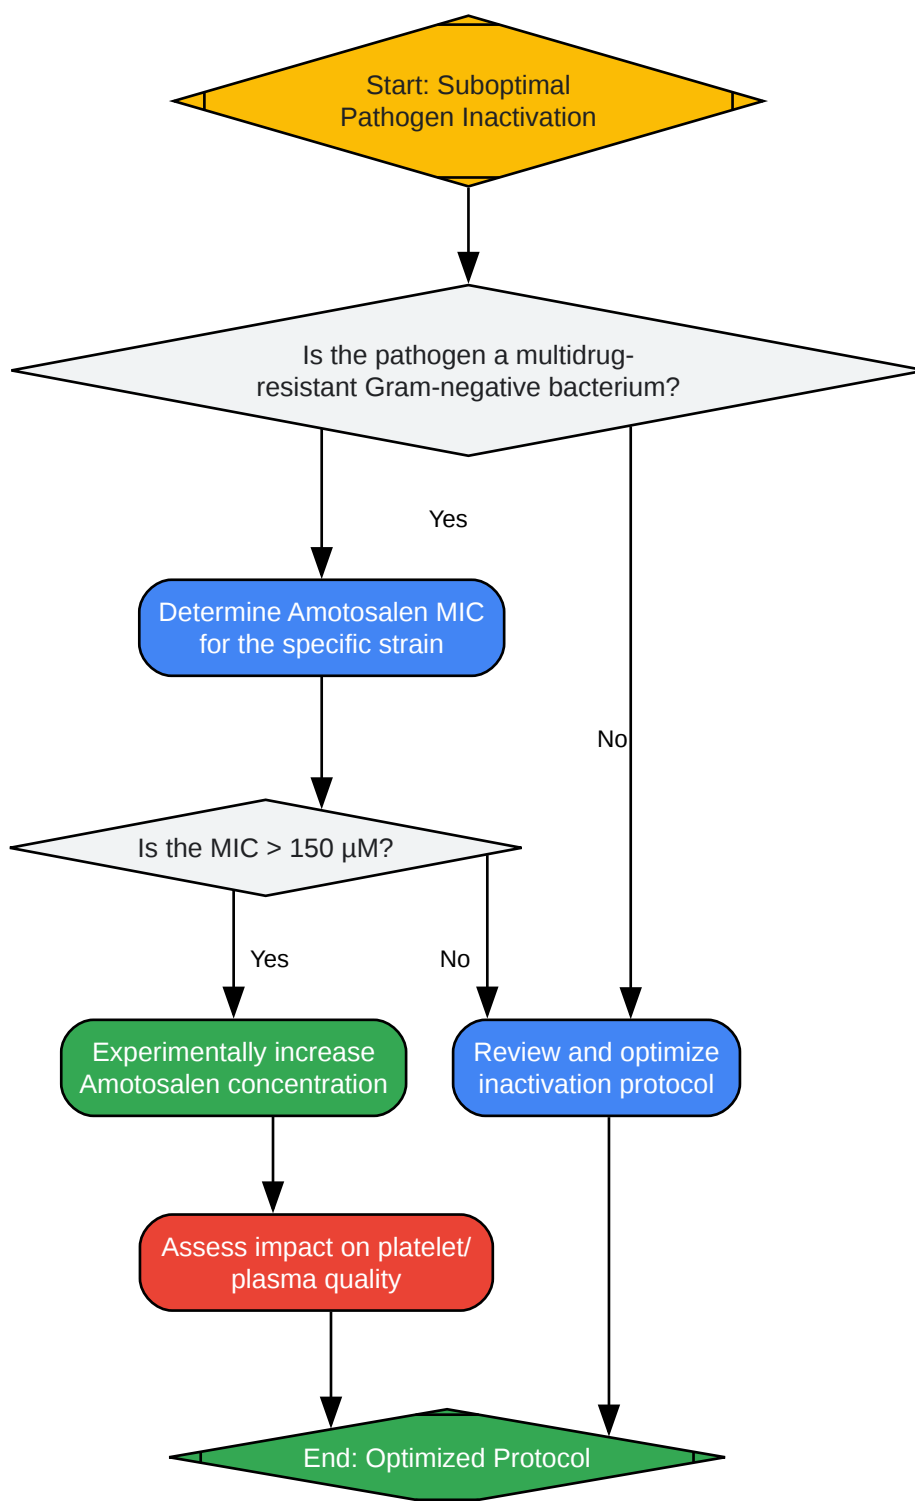 Start: Suboptimal
Pathogen Inactivation
Is the pathogen a multidrug-
resistant Gram-negative bacterium?
Yes
Determine Amotosalen MIC
for the specific strain
No
Is the MIC > 150 µM?
Yes
No
Experimentally increase
Amotosalen concentration
Review and optimize
inactivation protocol
Assess impact on platelet/
plasma quality
End: Optimized Protocol